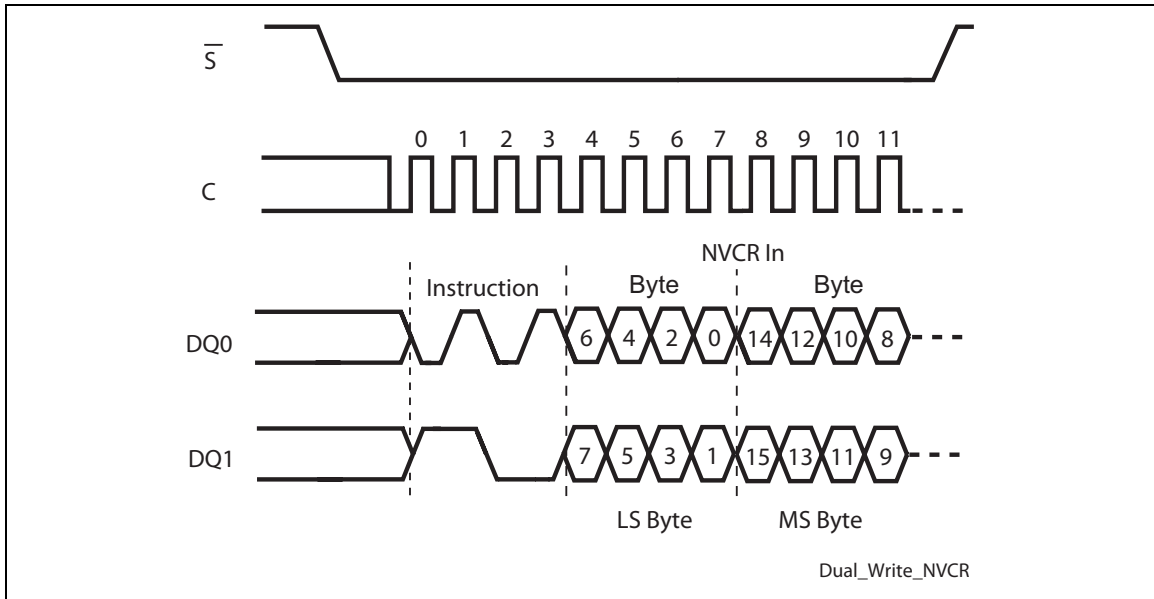 S
0 1 2 3 4 5 6 7 8 9 10 11
C
NVCR In
Instruction Byte Byte
DQ0 6 4 2 0 14 12 10 8
DQ1 7 5 3 1 15 13 11 9
LS Byte MS Byte
Dual_Write_NVCR